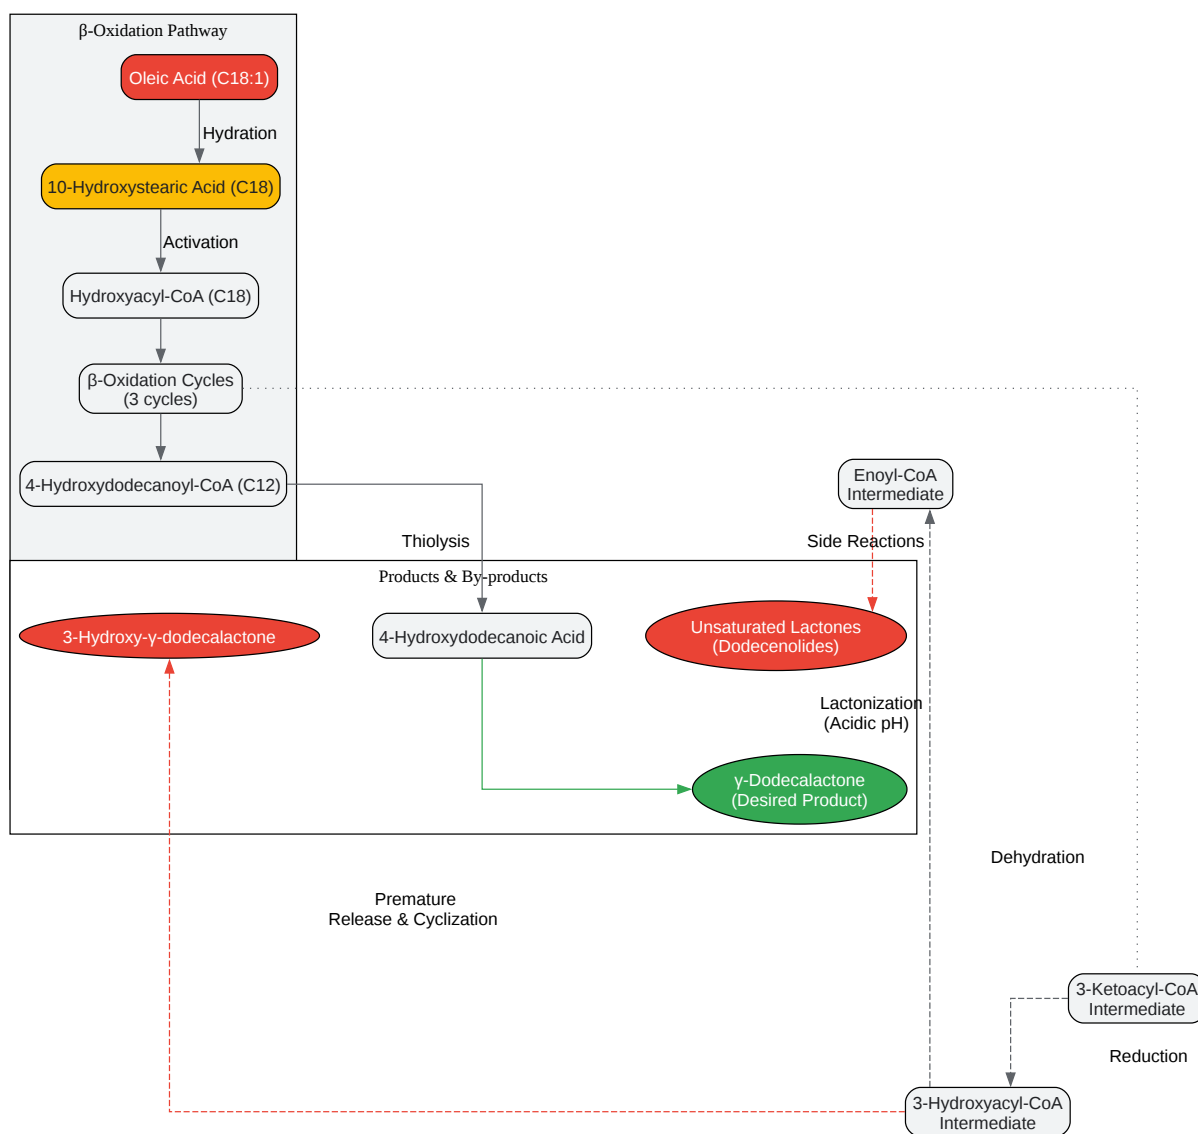 β-Oxidation Pathway
Oleic Acid (C18:1)
Hydration
10-Hydroxystearic Acid (C18)
Activation
Hydroxyacyl-CoA (C18)
β-Oxidation Cycles
(3 cycles)
4-Hydroxydodecanoyl-CoA (C12)
Enoyl-CoA
Intermediate
Thiolysis
Side Reactions
Products & By-products
3-Hydroxy-γ-dodecalactone
4-Hydroxydodecanoic Acid
Unsaturated Lactones
(Dodecenolides)
Lactonization
(Acidic pH)
γ-Dodecalactone
(Desired Product)
Dehydration
Premature
Release & Cyclization
3-Ketoacyl-CoA
Intermediate
Reduction
3-Hydroxyacyl-CoA
Intermediate